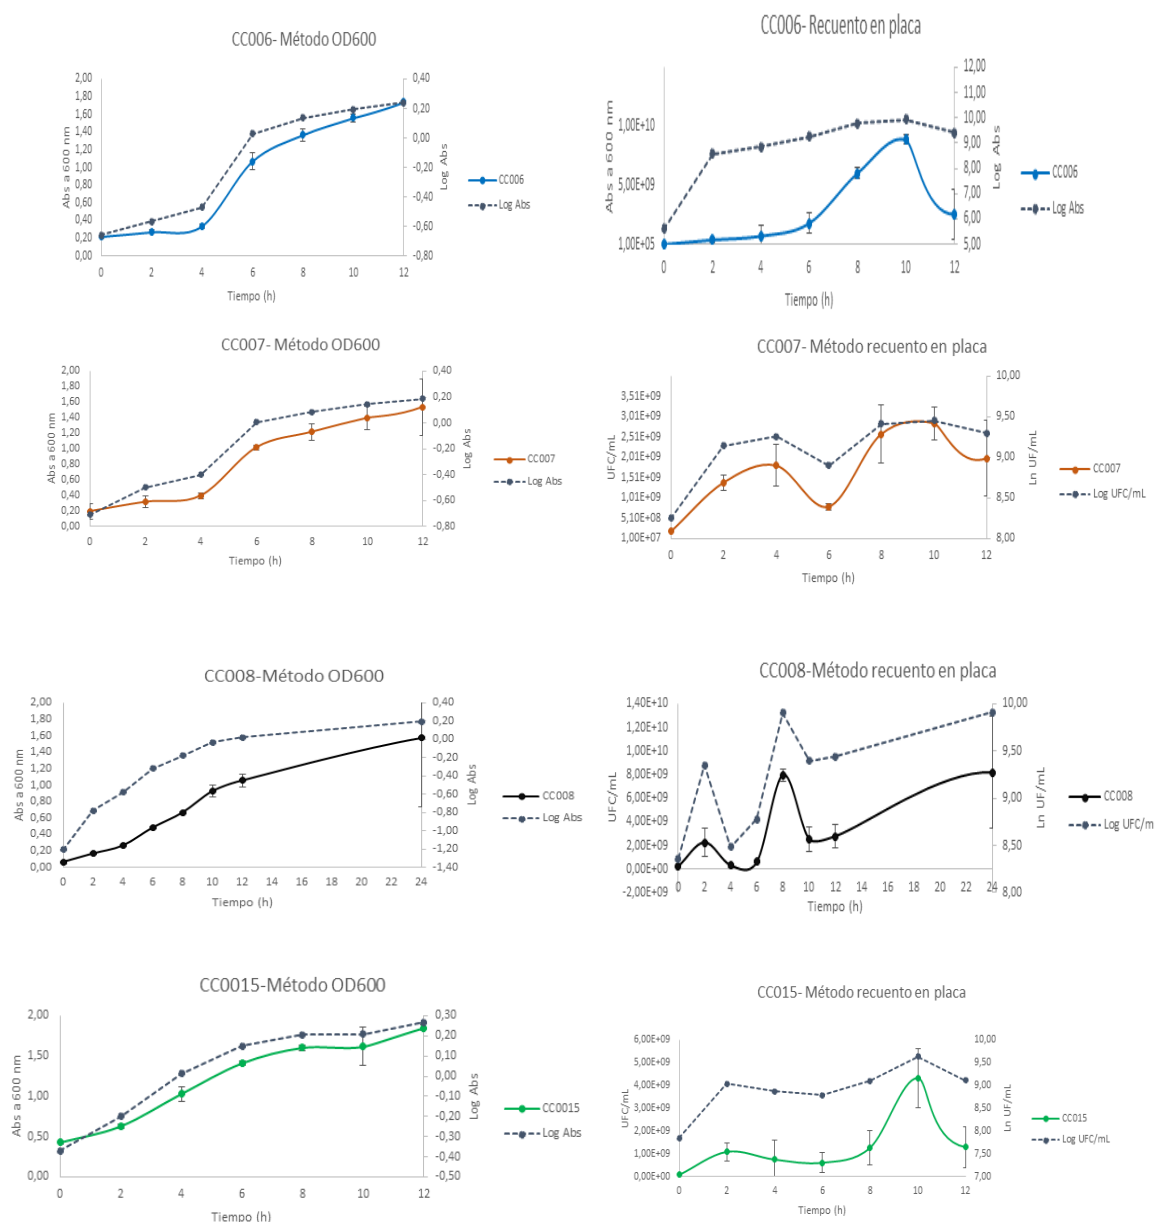 CC006- Método OD600
2,00
1,80
1,60
1,40
1,20
1,00
0,80
0,60
0,40
0,20
0,00
Abs a 600 nm
0,40
0,20
0,00
-0,20
-0,40
-0,60
-0,80
Log Abs
0 2 4 6 8 10 12
Tiempo (h)
CC006
Log Abs
CC006- Recuento en placa
1,00E+10
5,00E+09
1,00E+05
Abs a 600 nm
12,00
11,00
10,00
9,00
8,00
7,00
6,00
5,00
Log Abs
0 2 4 6 8 10 12
Tiempo (h)
CC006
Log Abs
CC007- Método OD600
2,00
1,80
1,60
1,40
1,20
1,00
0,80
0,60
0,40
0,20
0,00
Abs a 600 nm
0,40
0,20
0,00
-0,20
-0,40
-0,60
-0,80
Log Abs
0 2 4 6 8 10 12
Tiempo (h)
CC007
Log Abs
CC007- Método recuento en placa
3,51E+09
3,01E+09
2,51E+09
2,01E+09
1,51E+09
1,01E+09
5,10E+08
1,00E+07
UFC/mL
10,00
9,50
9,00
8,50
8,00
Ln UF/mL
0 2 4 6 8 10 12
Tiempo (h)
CC007
Log UFC/mL
CC008-Método OD600
2,00
1,80
1,60
1,40
1,20
1,00
0,80
0,60
0,40
0,20
0,00
Abs a 600 nm
0,40
0,20
0,00
-0,20
-0,40
-0,60
-0,80
-1,00
-1,20
-1,40
Log Abs
0 2 4 6 8 10 12 14 16 18 20 22 24
Tiempo (h)
CC008
Log Abs
CC008-Método recuento en placa
1,40E+10
1,20E+10
1,00E+10
8,00E+09
6,00E+09
4,00E+09
2,00E+09
0,00E+00
-2,00E+09
UFC/mL
10,00
9,50
9,00
8,50
8,00
Ln UF/mL
0 2 4 6 8 10 12 14 16 18 20 22 24
Tiempo (h)
CC008
Log UFC/m
CC0015-Método OD600
2,00
1,50
1,00
0,50
0,00
Abs a 600 nm
0,30
0,20
0,10
0,00
-0,10
-0,20
-0,30
-0,40
-0,50
Log Abs
0 2 4 6 8 10 12
Tiempo (h)
CC0015
Log Abs
CC015- Método recuento en placa
6,00E+09
5,00E+09
4,00E+09
3,00E+09
2,00E+09
1,00E+09
0,00E+00
UFC/mL
10,00
9,50
9,00
8,50
8,00
7,50
7,00
Ln UF/mL
0 2 4 6 8 10 12
Tiempo (h)
CC015
Log UFC/mL